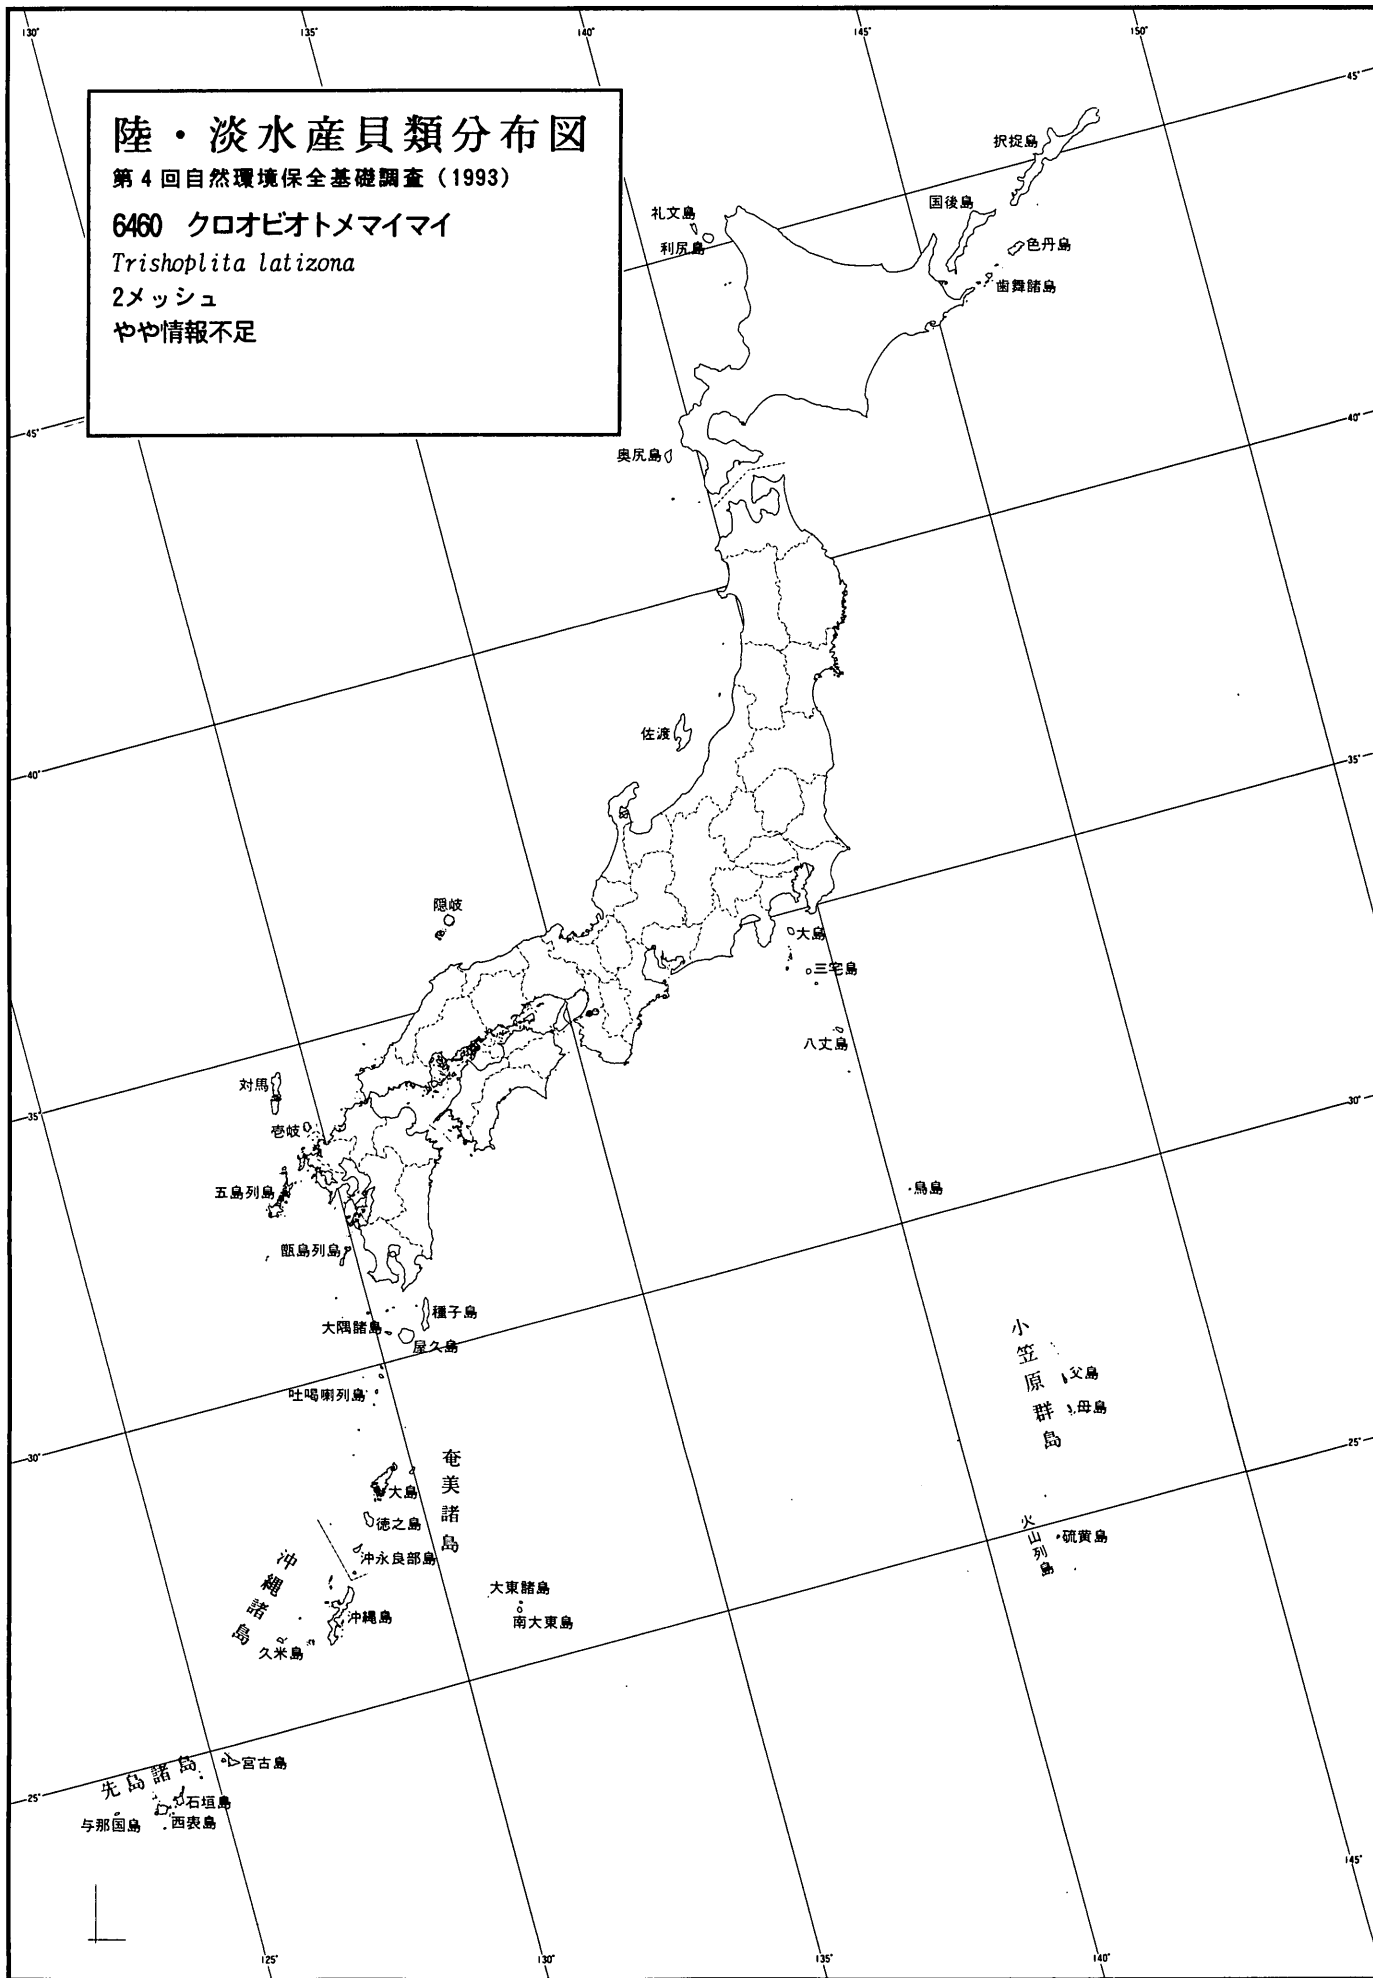 130°
135°
140°
145°
150°
陸・淡水産貝類分布図
第4回自然環境保全基礎調査（1993）
6460 クロオビオトメマイマイ
Trishoplita latizona
2メッシュ
やや情報不足
45°
択捉島
国後島
色丹島
歯舞諸島
礼文島
利尻島
45°
40°
奥尻島
佐渡
40°
35°
隠岐
大島
三宅島
八丈島
対馬
壱岐
35°
30°
五島列島
鳥島
甑島列島
種子島
大隅諸島
屋久島
吐噶喇列島
小笠原群島
父島
母島
30°
25°
奄美諸島
大島
徳之島
沖永良部島
火山列島
硫黄島
沖縄諸島
沖縄島
久米島
大東諸島
南大東島
先島諸島
宮古島
石垣島
西表島
与那国島
25°
145°
125°
130°
135°
140°